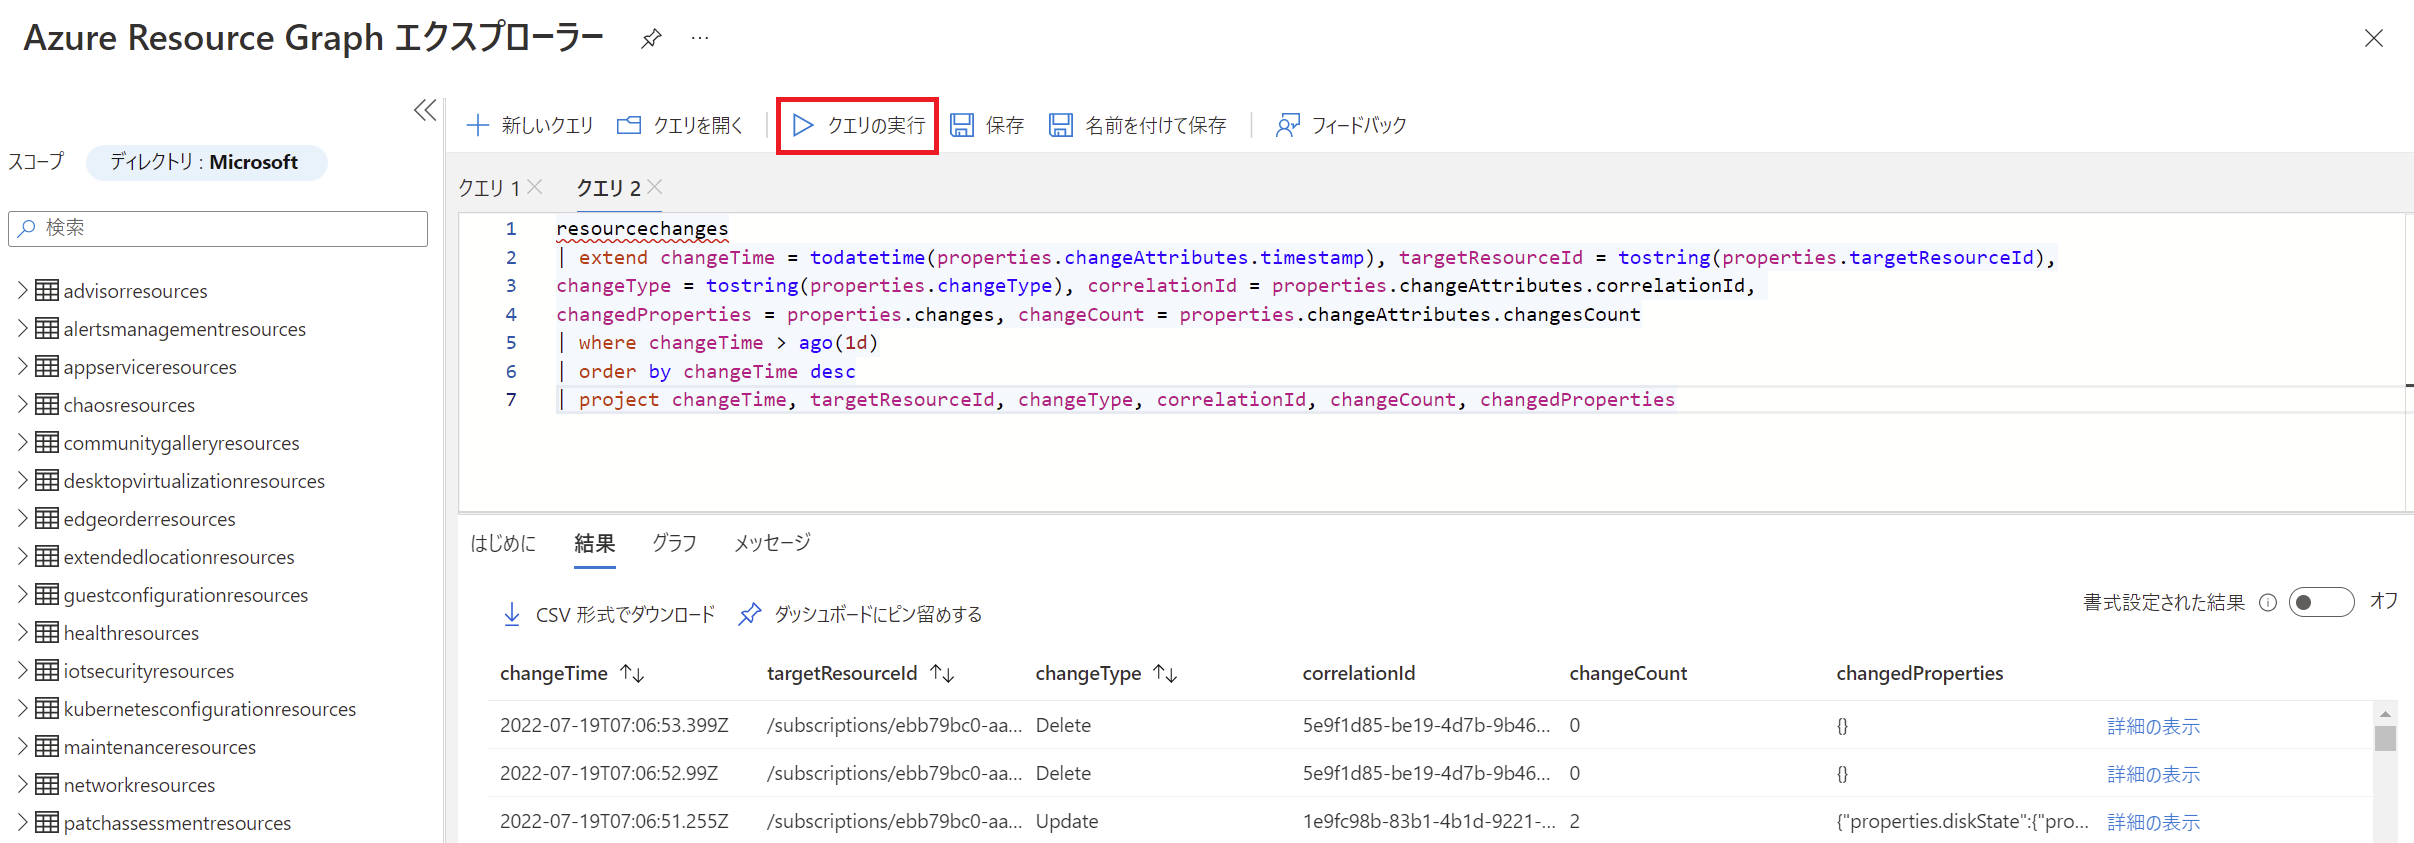 Azure Resource Graph エクスプローラー
新しいクエリ クエリを開く クエリの実行 保存 名前を付けて保存 フィードバック
スコープ ディレクトリ : Microsoft
検索
advisorresources
alertsmanagementresources
appserviceresources
chaosresources
communitygalleryresources
desktopvirtualizationresources
edgeorderresources
extendedlocationresources
guestconfigurationresources
healthresources
iotsecurityresources
kubernetesconfigurationresources
maintenanceresources
networkresources
patchassessmentresources
クエリ 1 クエリ 2
1 resourcechanges
2 | extend changeTime = todatetime(properties.changeAttributes.timestamp), targetResourceId = tostring(properties.targetResourceId),
3 changeType = tostring(properties.changeType), correlationId = properties.changeAttributes.correlationId,
4 changedProperties = properties.changes, changeCount = properties.changeAttributes.changesCount
5 | where changeTime > ago(1d)
6 | order by changeTime desc
7 | project changeTime, targetResourceId, changeType, correlationId, changeCount, changedProperties
はじめに 結果 グラフ メッセージ
CSV 形式でダウンロード ダッシュボードにピン留めする 書式設定された結果 オフ
changeTime targetResourceId changeType correlationId changeCount changedProperties
2022-07-19T07:06:53.399Z /subscriptions/ebb79bc0-aa... Delete 5e9f1d85-be19-4d7b-9b46... 0 {} 詳細の表示
2022-07-19T07:06:52.99Z /subscriptions/ebb79bc0-aa... Delete 5e9f1d85-be19-4d7b-9b46... 0 {} 詳細の表示
2022-07-19T07:06:51.255Z /subscriptions/ebb79bc0-aa... Update 1e9fc98b-83b1-4b1d-9221-... 2 {"properties.diskState":{"pro... 詳細の表示